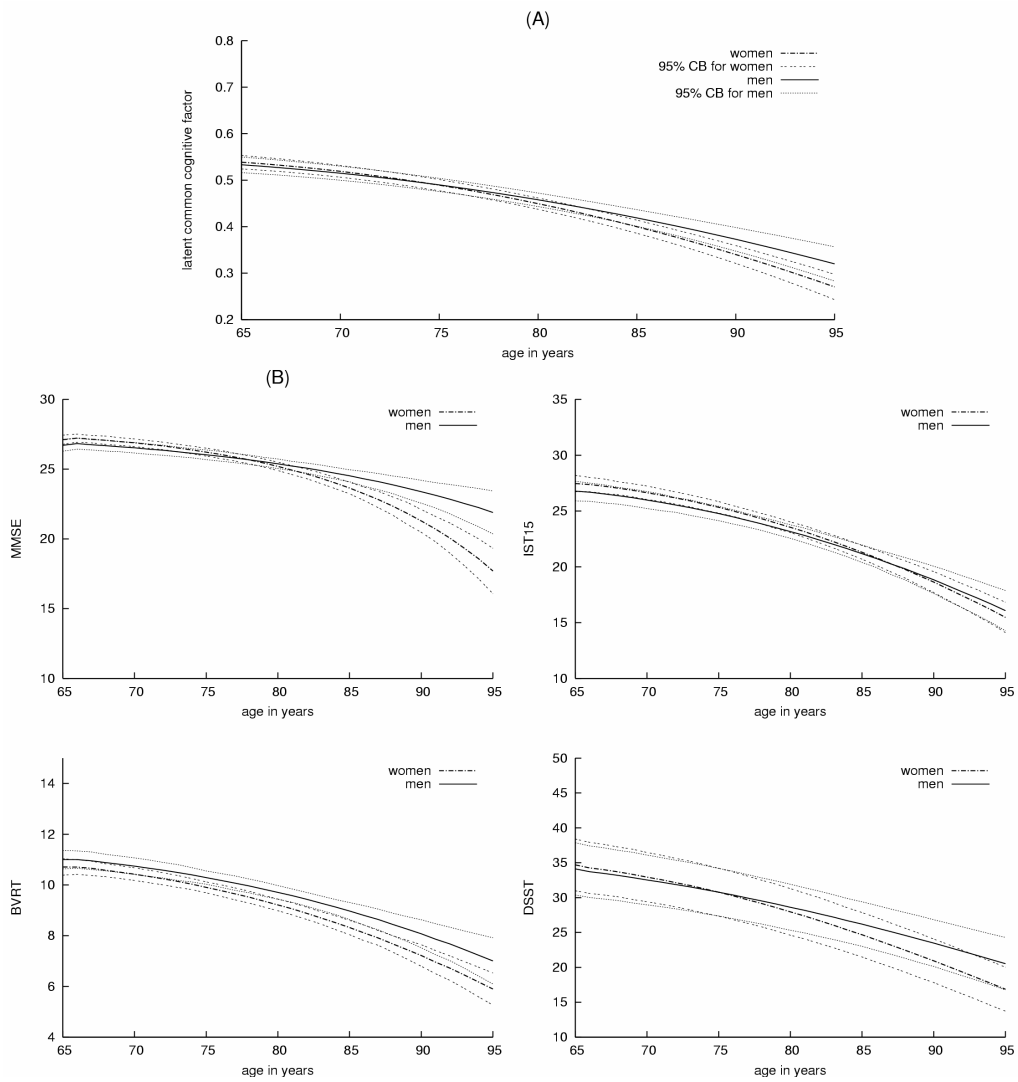 (A)
0.8
0.7
0.6
0.5
0.4
0.3
0.2
latent common cognitive factor
women
95% CB for women
men
95% CB for men
65 70 75 80 85 90 95
age in years
(B)
30
25
20
15
10
MMSE
women
men
65 70 75 80 85 90 95
age in years
35
30
25
20
15
10
IST15
women
men
65 70 75 80 85 90 95
age in years
14
12
10
8
6
4
BVRT
women
men
65 70 75 80 85 90 95
age in years
50
45
40
35
30
25
20
15
10
DSST
women
men
65 70 75 80 85 90 95
age in years